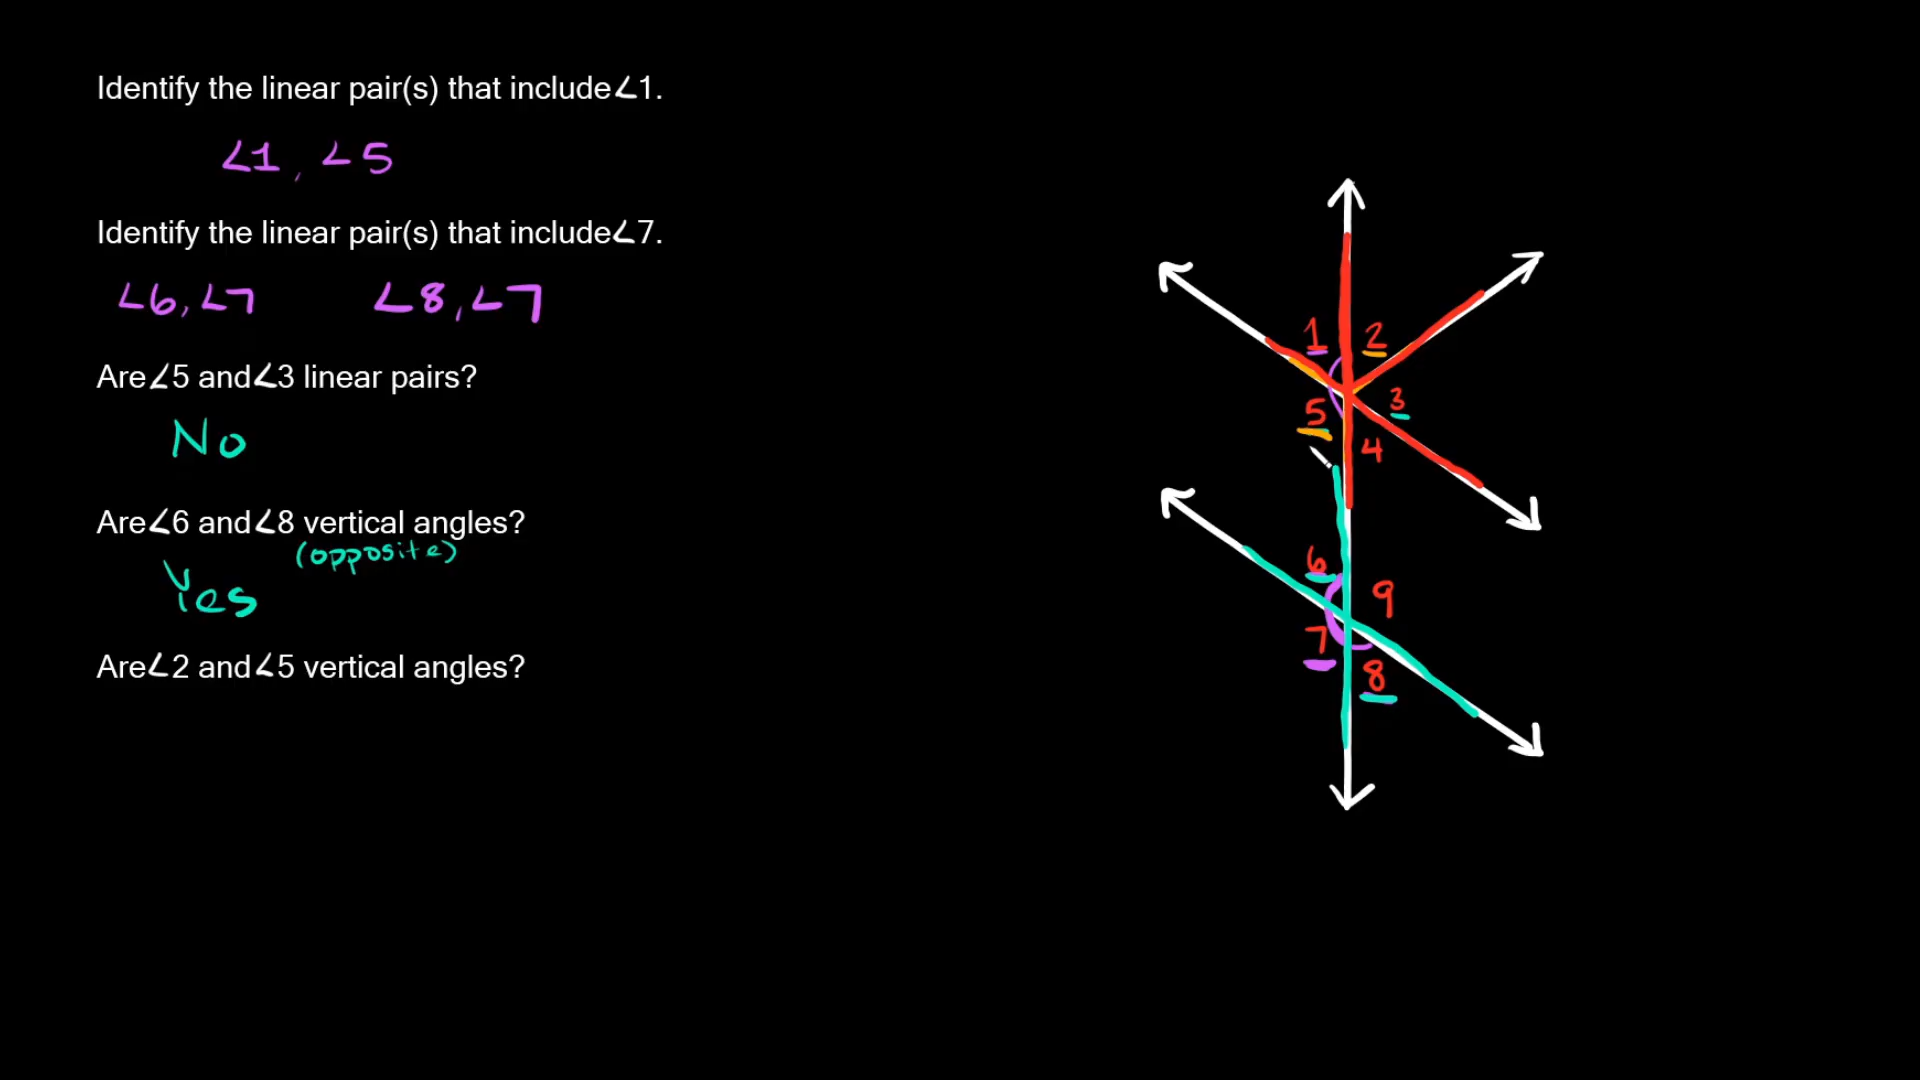 Identify the linear pair(s) that include∠1.
∠1, ∠5
Identify the linear pair(s) that include∠7.
∠6,∠7 ∠8,∠7
Are∠5 and∠3 linear pairs?
No
Are∠6 and∠8 vertical angles?
(opposite)
Yes
Are∠2 and∠5 vertical angles?
1 2
5 3
4
6 9
7
8